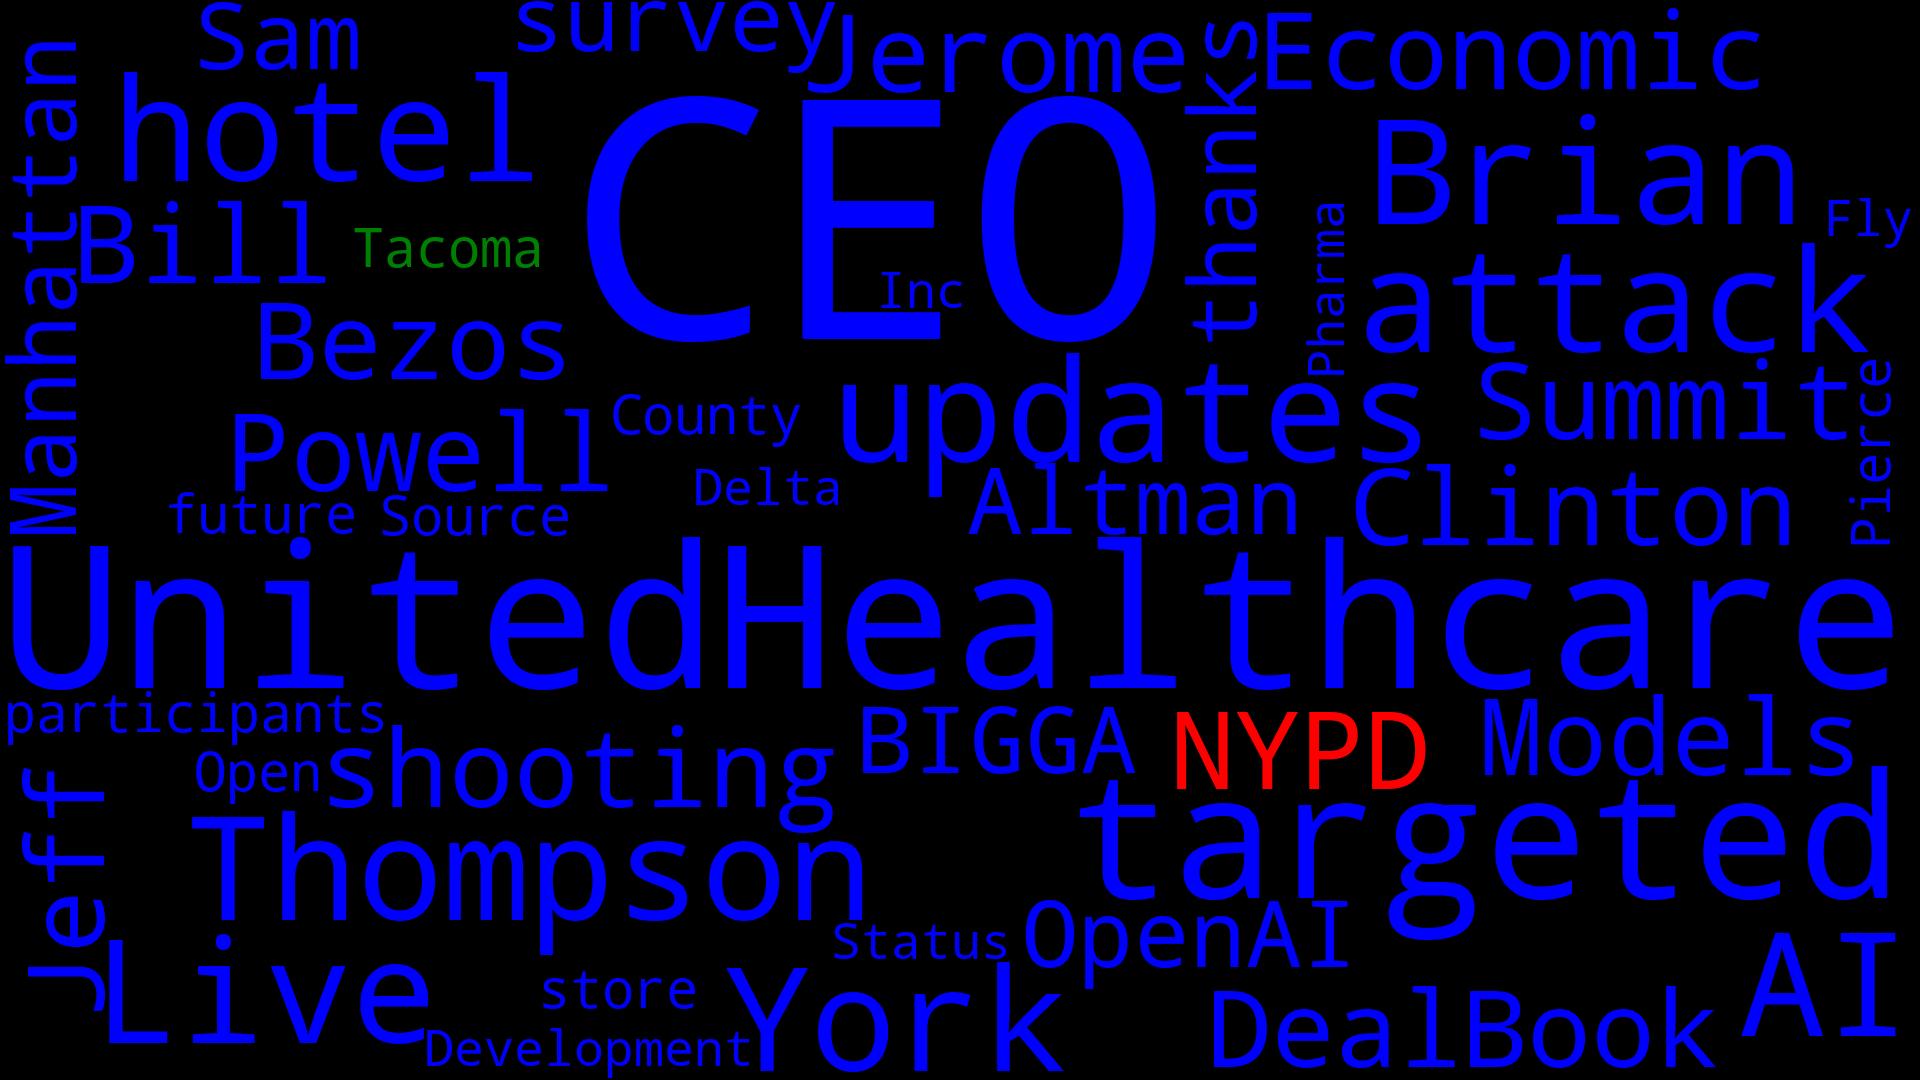 Sam
survey
Jerome
Economic
Manhattan
hotel
CEO
thanks
Brian
Bill
Tacoma
Inc
Pharma
Fly
attack
Bezos
updates
Summit
Powell
County
Pierce
future
Source
Delta
Altman
Clinton
UnitedHealthcare
participants
Open
shooting
BIGGA
NYPD
Models
Jeff
Thompson
targeted
Live
Status
OpenAI
AI
store
Development
York
DealBook